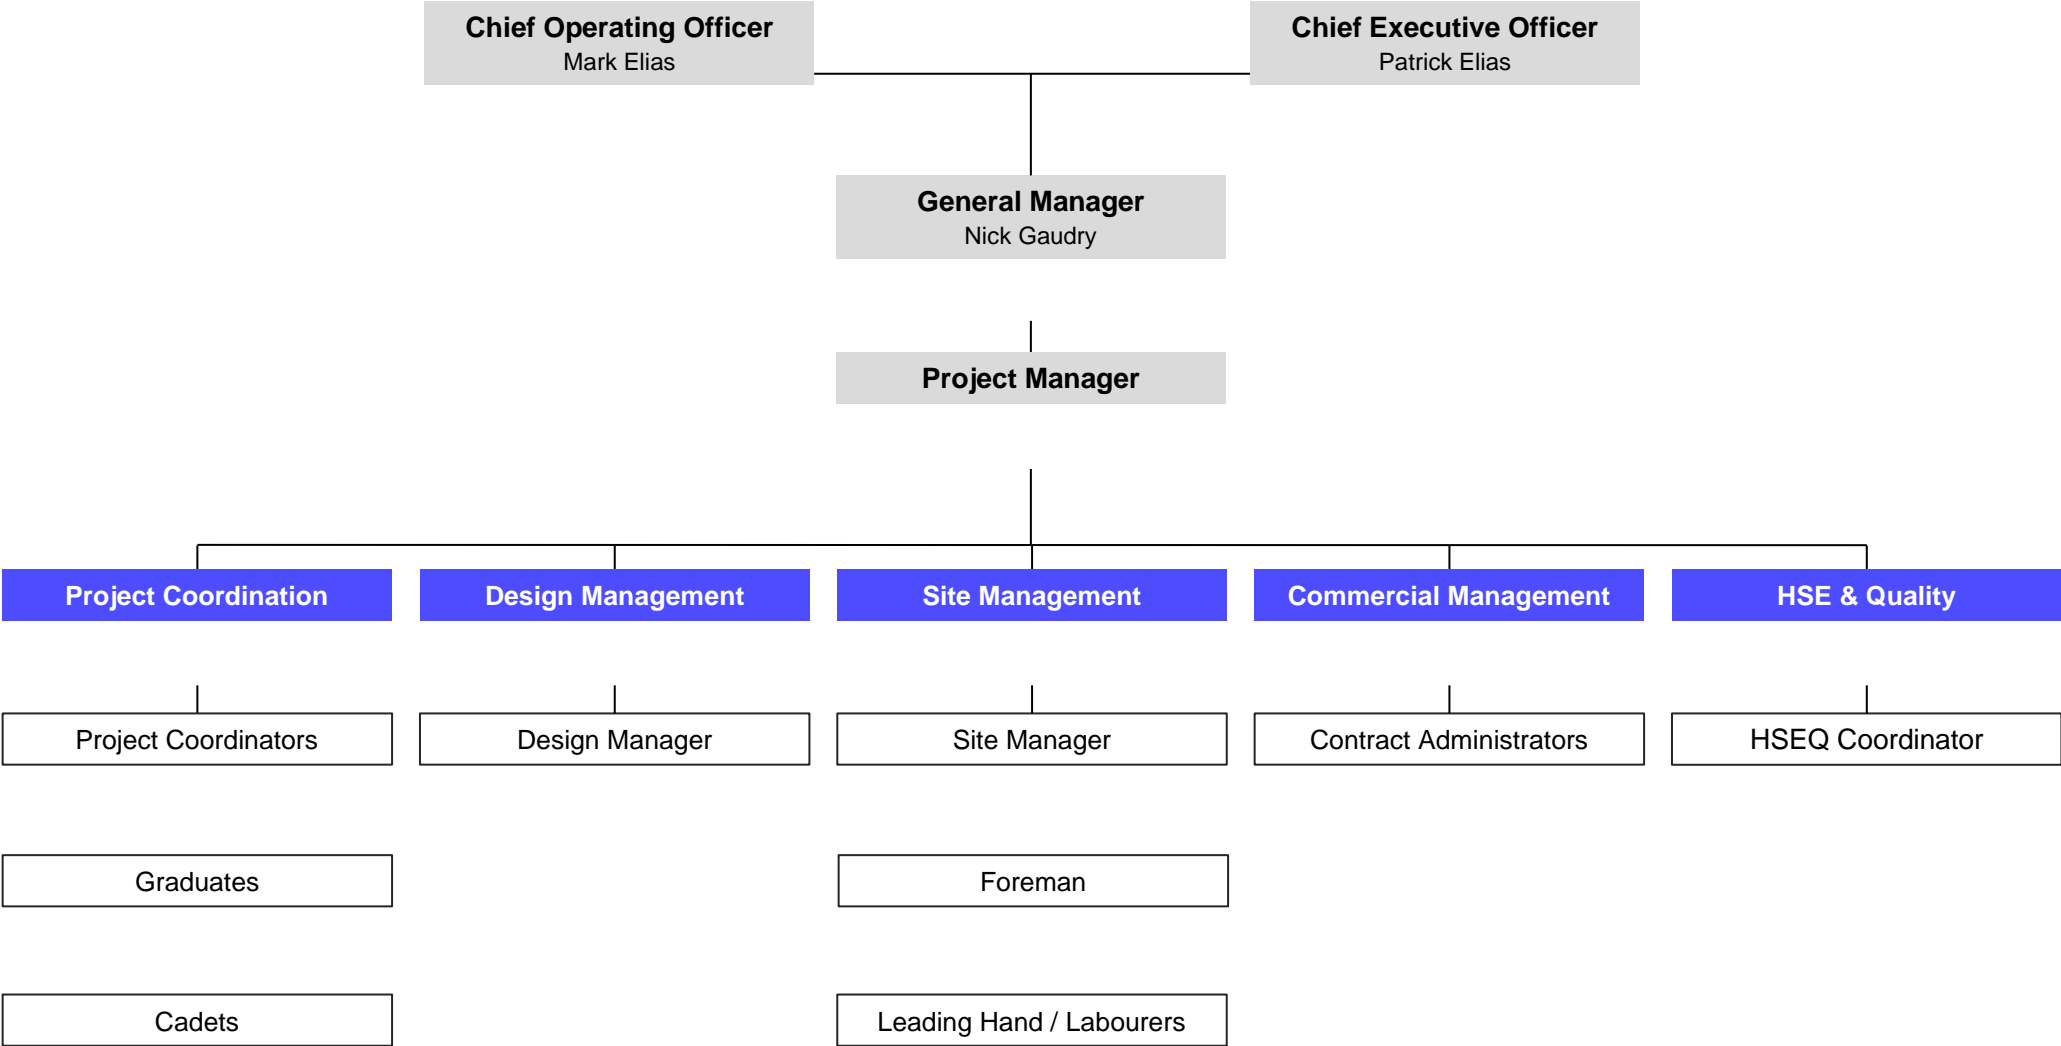 Chief Operating Officer
Mark Elias
Chief Executive Officer
Patrick Elias
General Manager
Nick Gaudry
Project Manager
Project Coordination
Design Management
Site Management
Commercial Management
HSE & Quality
Project Coordinators
Design Manager
Site Manager
Contract Administrators
HSEQ Coordinator
Graduates
Foreman
Cadets
Leading Hand / Labourers